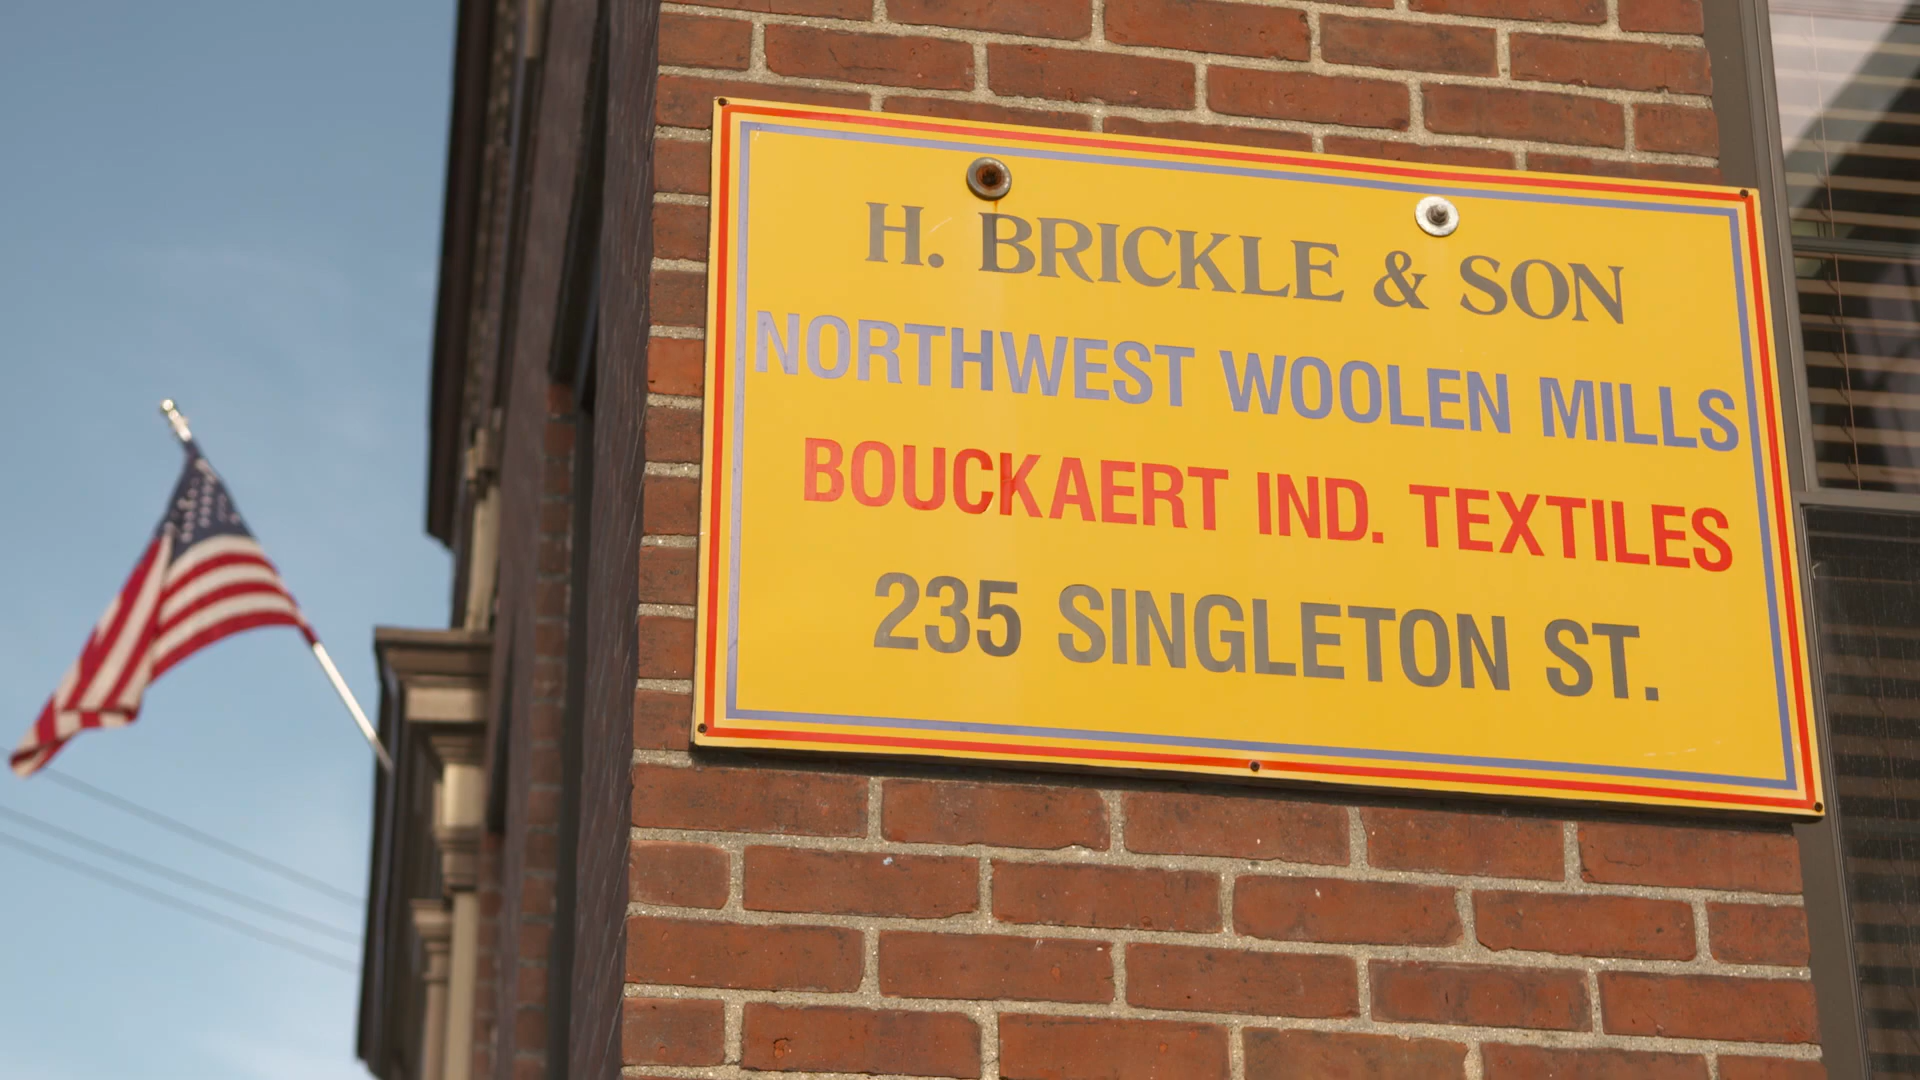 H. BRICKLE & SON
NORTHWEST WOOLEN MILLS
BOUCKAERT IND. TEXTILES
235 SINGLETON ST.